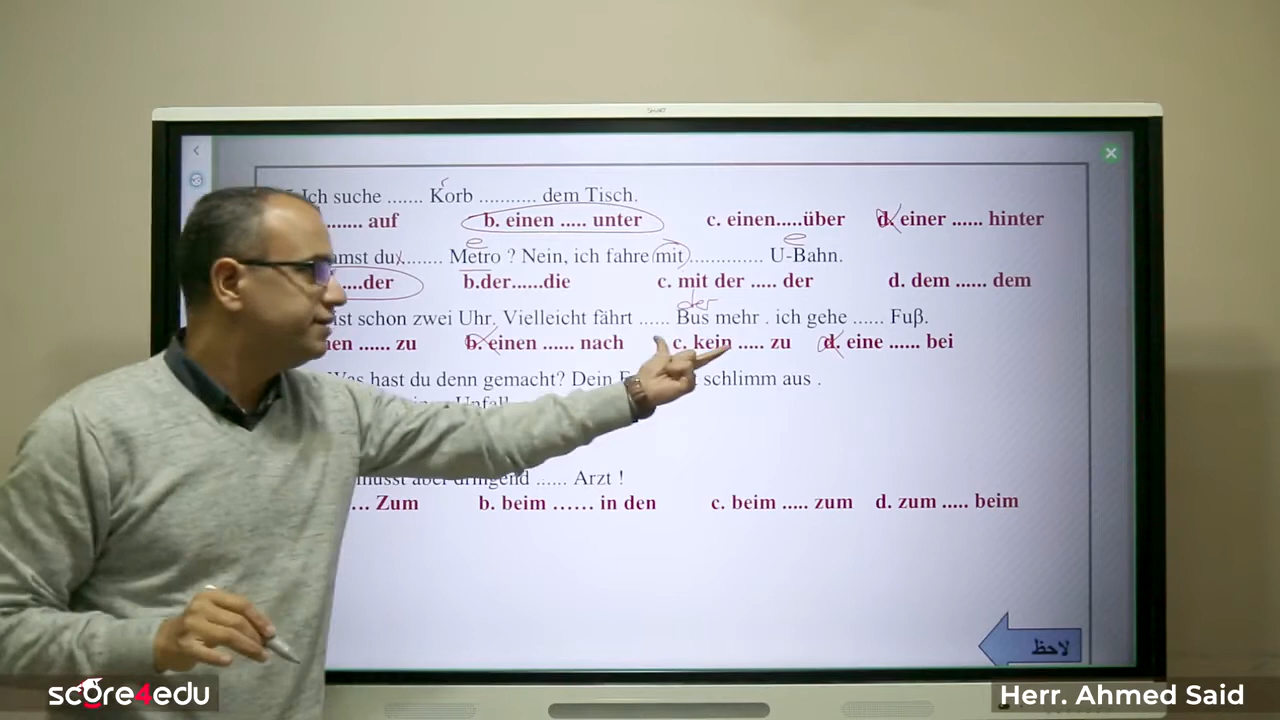 Ich suche ....... Korb ........... dem Tisch.
....... auf b. einen ..... unter c. einen.....über d. einer ...... hinter
e e
du........ Metro ? Nein, ich fahre mit .............. U-Bahn.
....der b.der......die c. mit der ..... der d. dem ...... dem
der
ist schon zwei Uhr. Vielleicht fährt ...... Bus mehr . ich gehe ...... Fuß.
...... zu b. einen ...... nach c. kein ..... zu d. eine ...... bei
Was hast du denn gemacht? Dein schlimm aus .
Unfall
musst aber dringend ...... Arzt !
... Zum b. beim ...... in den c. beim ..... zum d. zum ..... beim
لاحظ
score4edu
Herr. Ahmed Said